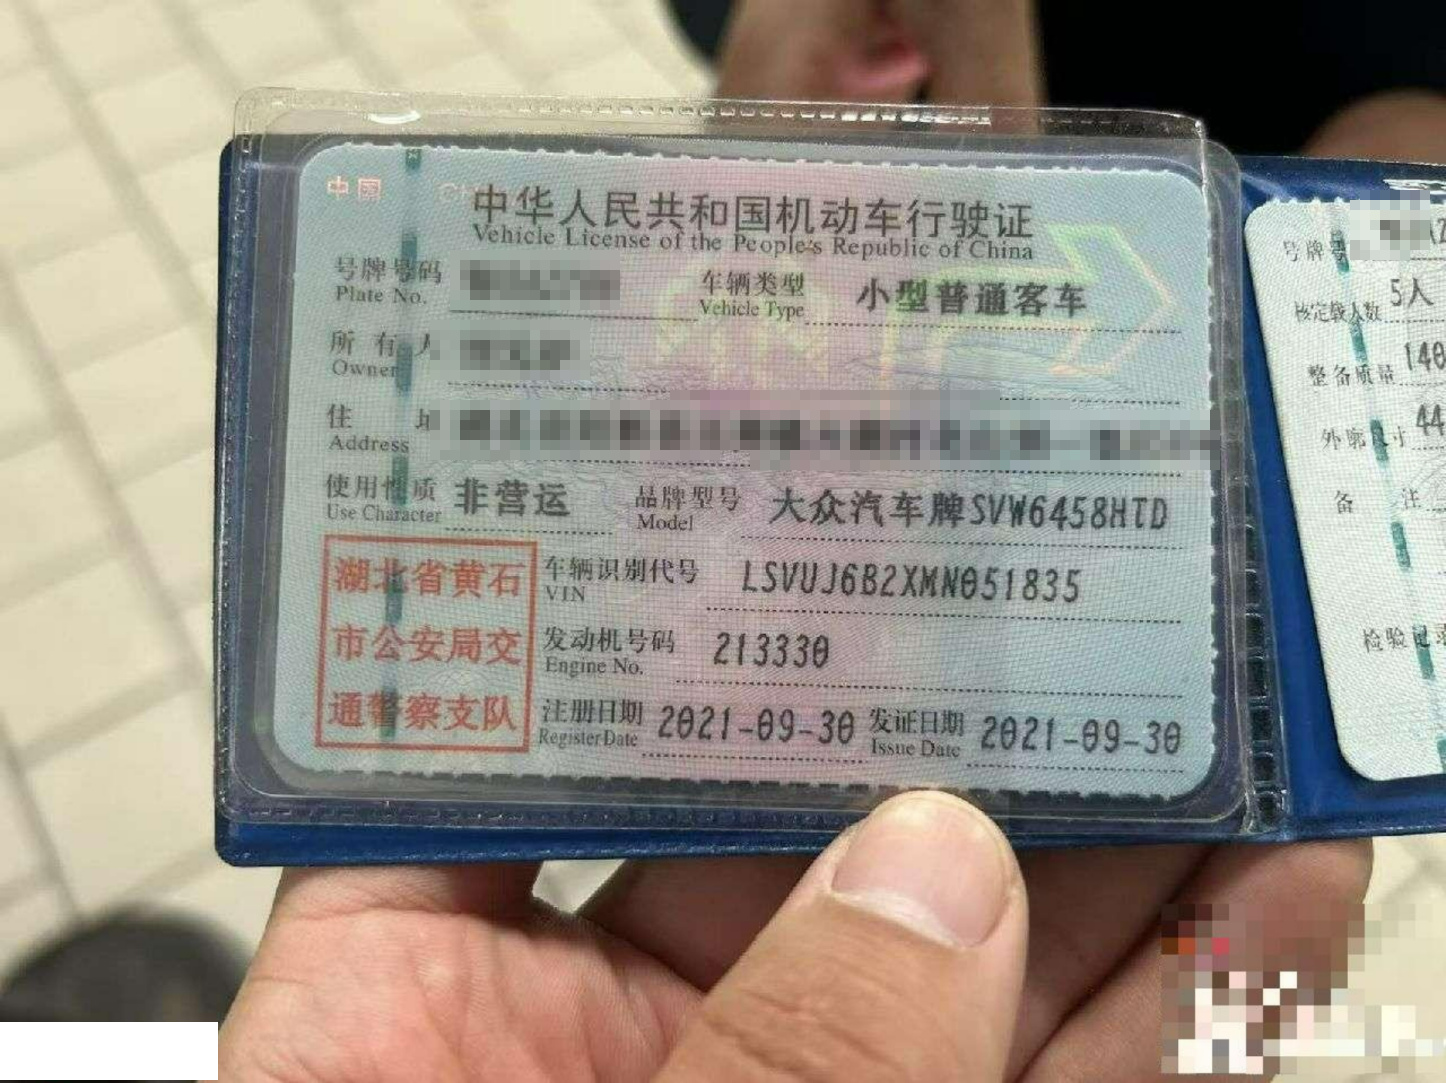 中国
中华人民共和国机动车行驶证
Vehicle License of the People's Republic of China
号牌号码
Plate No.
车辆类型 小型普通客车
Vehicle Type
所有人
Owner
住址
Address
使用性质 非营运
Use Character
品牌型号 大众汽车牌SVW6458HTD
Model
湖北省黄石
市公安局交
通警察支队
车辆识别代号 LSVUJ6B2XMN051835
VIN
发动机号码 213330
Engine No.
注册日期 2021-09-30
Register Date
发证日期 2021-09-30
Issue Date
号牌号
核定载人数 5人
整备质量 140
外廓尺寸 44
备注
检验记录